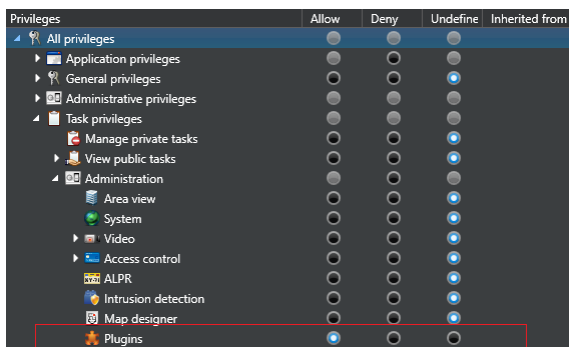 Privileges Allow Deny Undefine Inherited from
All privileges
Application privileges
General privileges
Administrative privileges
Task privileges
Manage private tasks
View public tasks
Administration
Area view
System
Video
Access control
ALPR
Intrusion detection
Map designer
Plugins